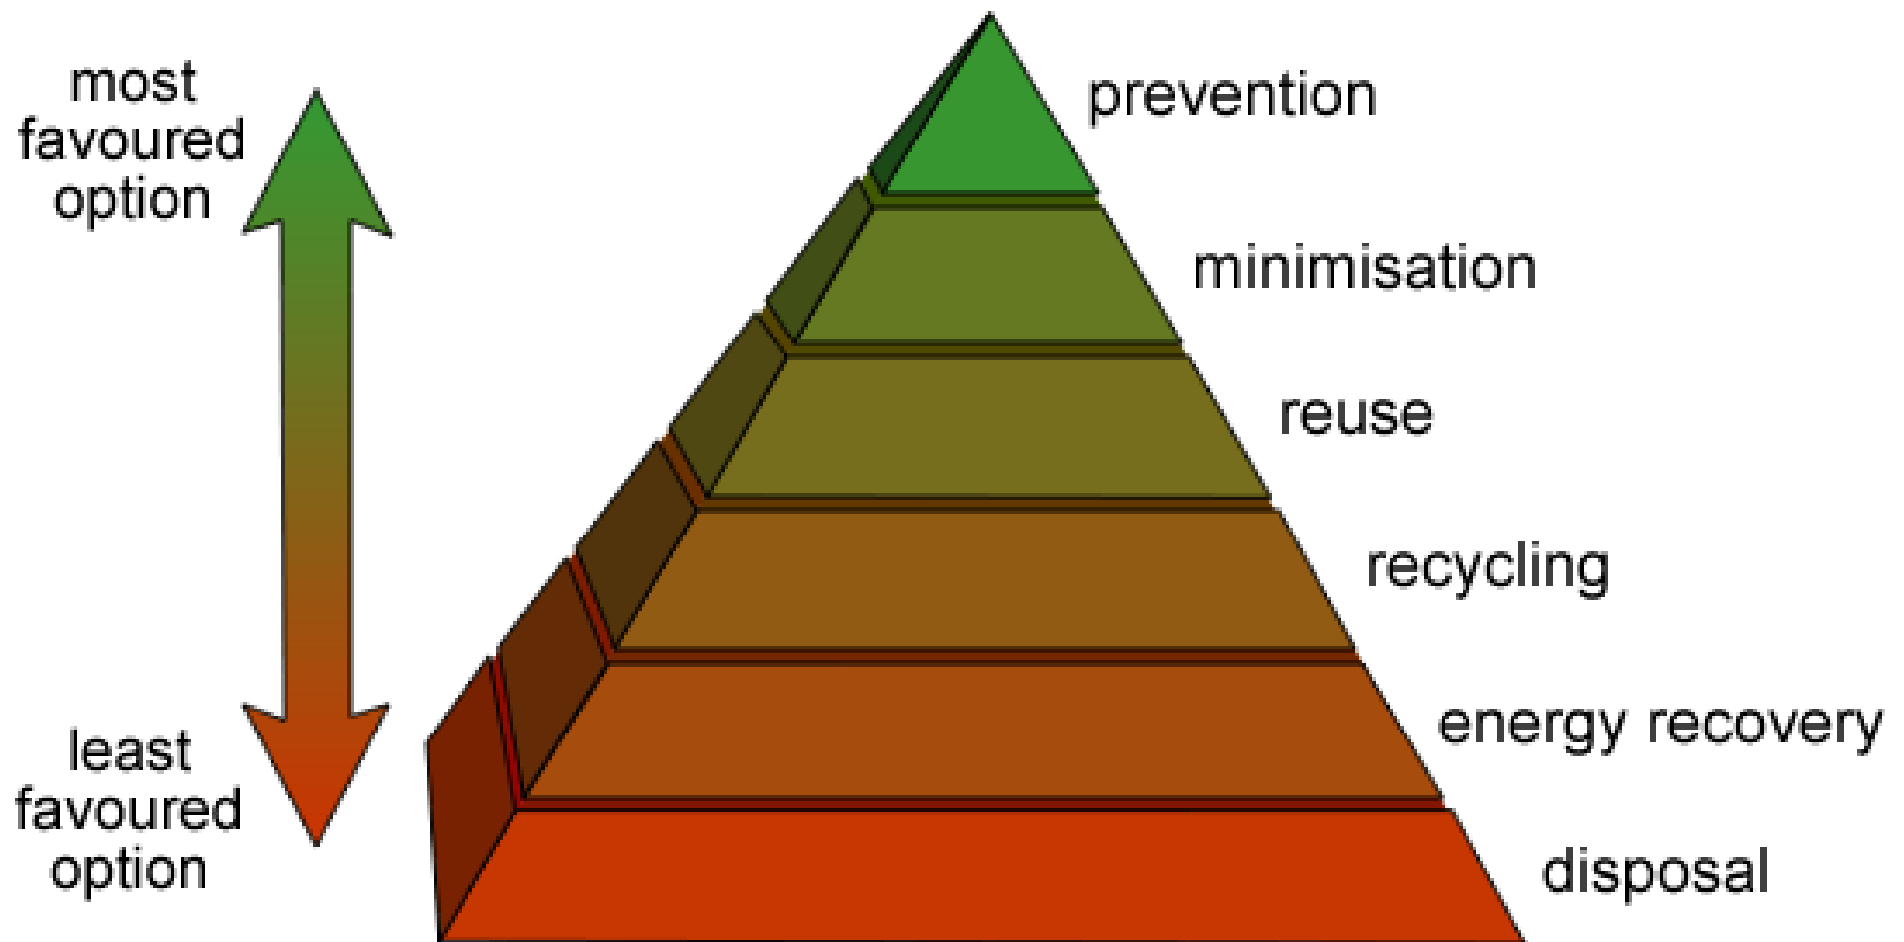 most
favoured
option
prevention
minimisation
reuse
recycling
energy recovery
least
favoured
option
disposal